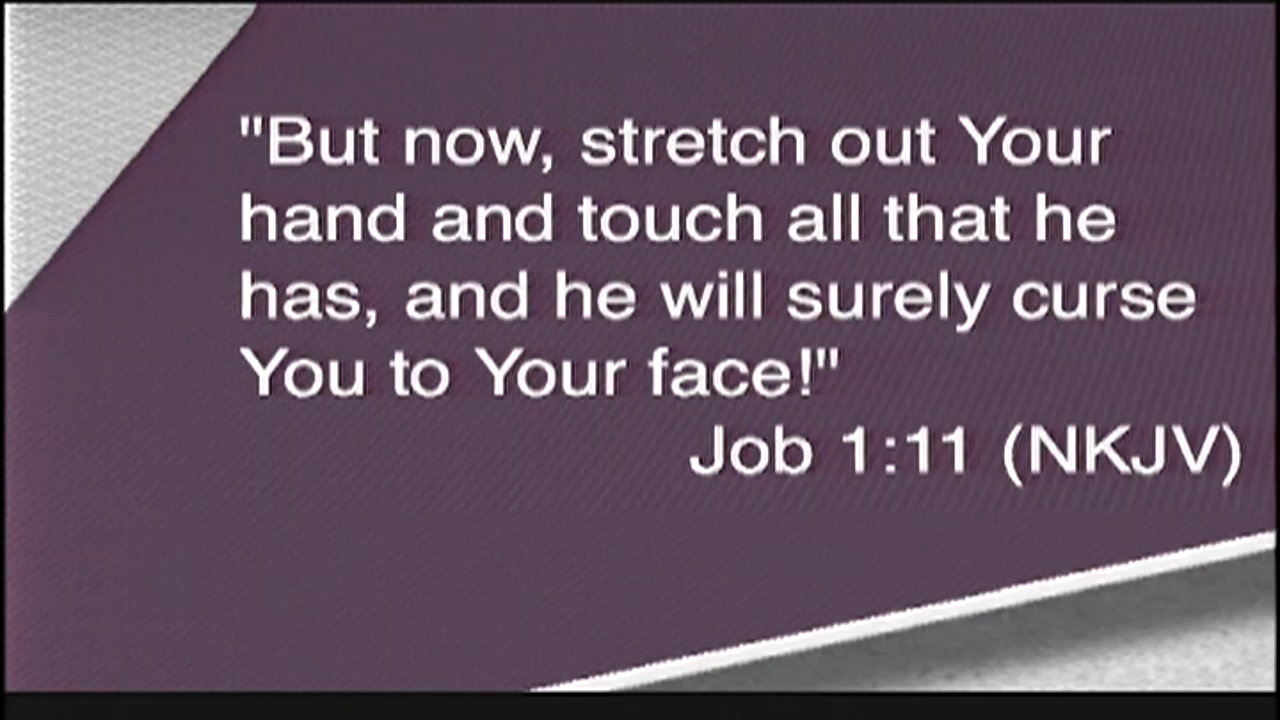 "But now, stretch out Your
hand and touch all that he
has, and he will surely curse
You to Your face!"
Job 1:11 (NKJV)